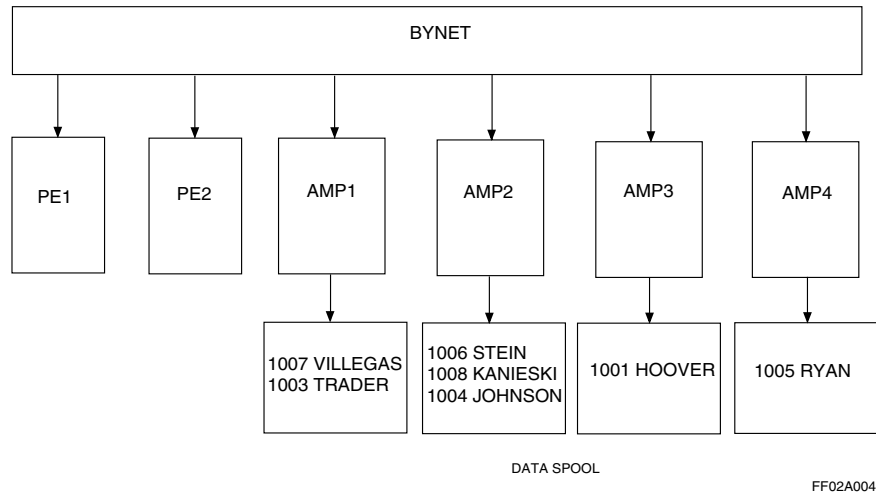 BYNET
PE1
PE2
AMP1
AMP2
AMP3
AMP4
1007 VILLEGAS
1003 TRADER
1006 STEIN
1008 KANIESKI
1004 JOHNSON
1001 HOOVER
1005 RYAN
DATA SPOOL
FF02A004